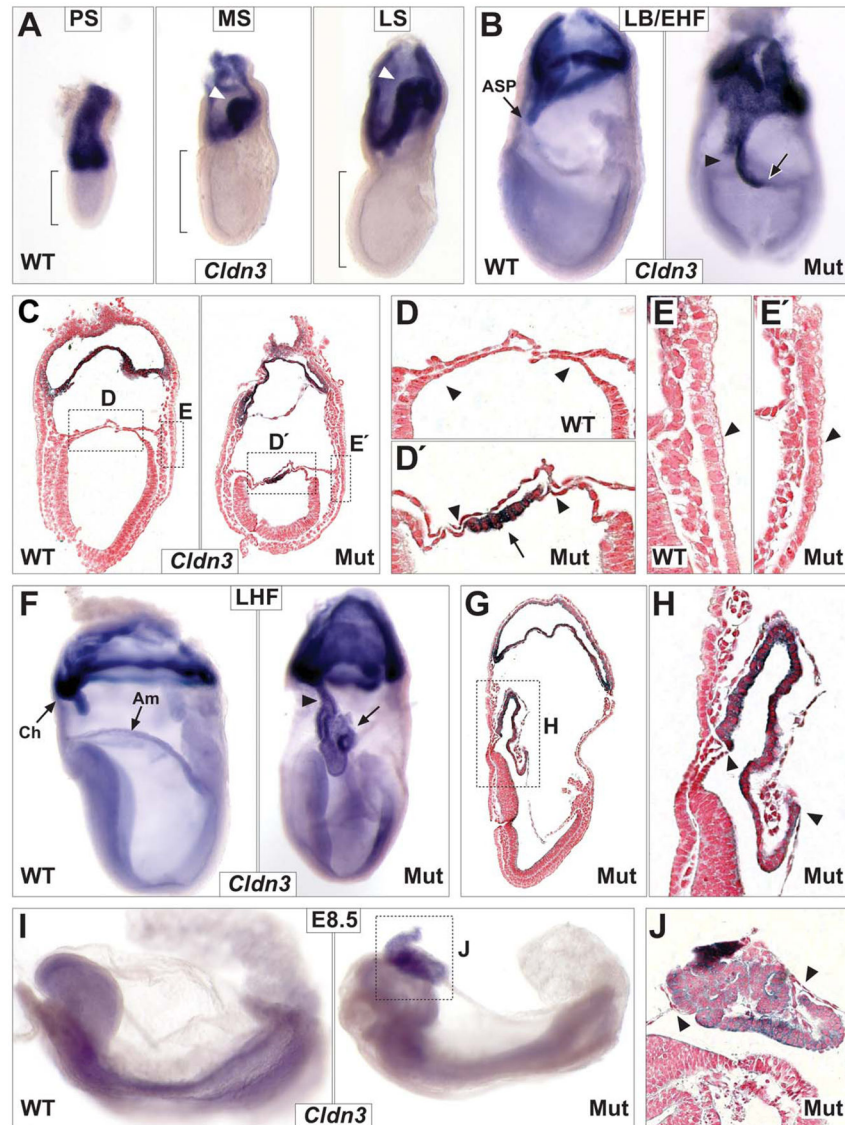 A PS MS LS
WT Cldn3
B LB/EHF
ASP
WT Cldn3 Mut
C
D E
D´ E´
WT Cldn3 Mut
D
WT
D´
Mut
E E´
WT Mut
F LHF
Am
Ch
WT Cldn3 Mut
G
H
Mut
H
Mut
I E8.5
J
WT Cldn3 Mut
J
Mut